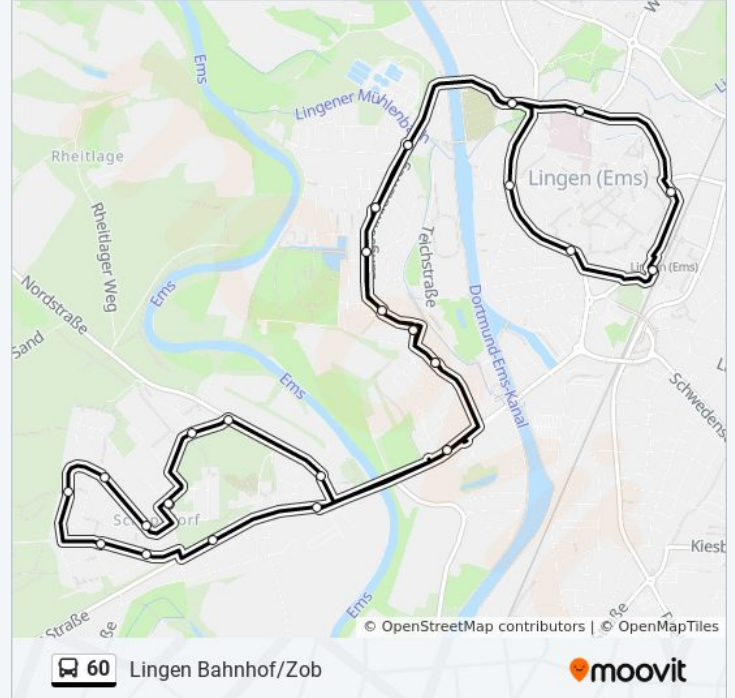 Ems
Lingener Mühlenbach
Rheitlage
Lingen (Ems)
Rheitlager Weg
Teichstraße
Lingen (Ems)
Ems
Nordstraße
Sand
Dortmund-Ems-Kanal
Ems
Ems
Straße
© OpenStreetMap contributors | © OpenMapTiles
60 Lingen Bahnhof/Zob
moovit